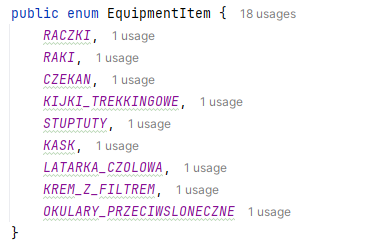 public enum EquipmentItem {  18 usages
RACZKI,  1 usage
RAKI,  1 usage
CZEKAN,  1 usage
KIJKI_TREKKINGOWE,  1 usage
STUPTUTY,  1 usage
KASK,  1 usage
LATARKA_CZOLOWA,  1 usage
KREM_Z_FILTREM,  1 usage
OKULARY_PRZECIWSLONECZNE  1 usage
}